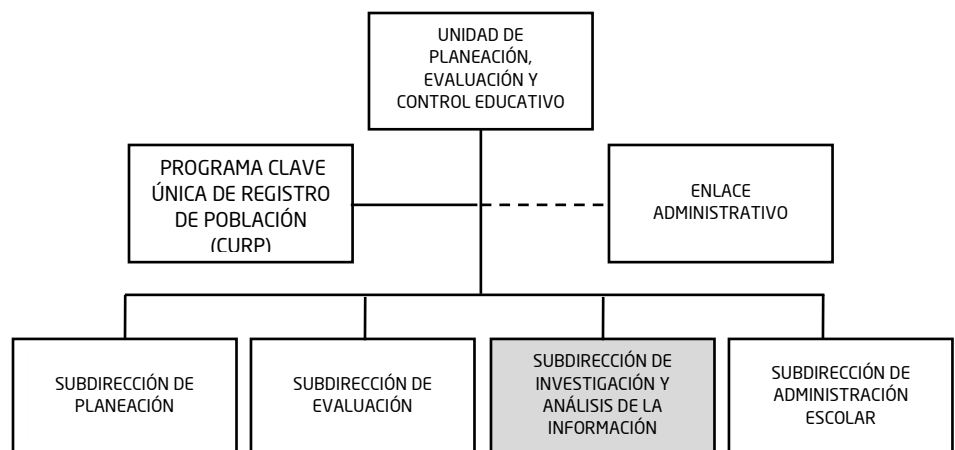 UNIDAD DE
PLANEACIÓN,
EVALUACIÓN Y
CONTROL EDUCATIVO
PROGRAMA CLAVE
ÚNICA DE REGISTRO
DE POBLACIÓN
(CURP)
ENLACE
ADMINISTRATIVO
SUBDIRECCIÓN DE
PLANEACIÓN
SUBDIRECCIÓN DE
EVALUACIÓN
SUBDIRECCIÓN DE
INVESTIGACIÓN Y
ANÁLISIS DE LA
INFORMACIÓN
SUBDIRECCIÓN DE
ADMINISTRACIÓN
ESCOLAR